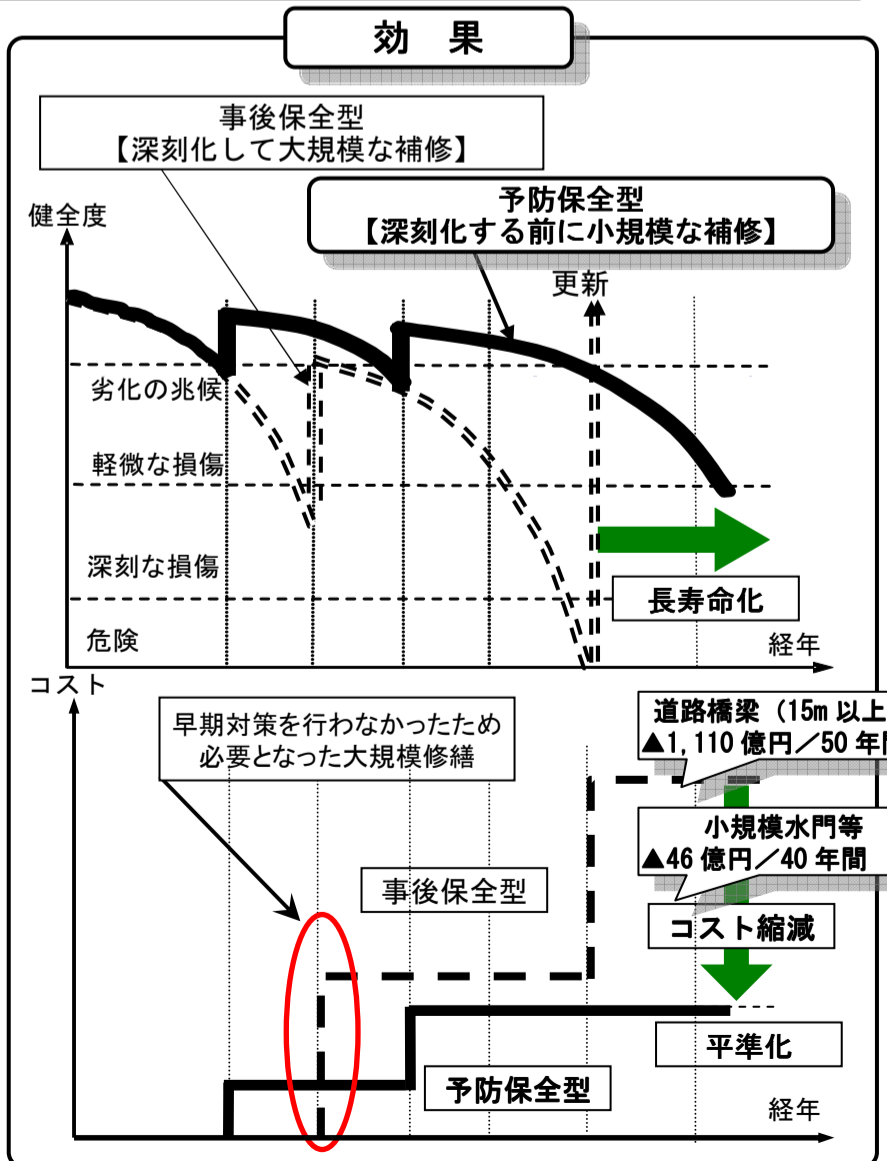 効　果
事後保全型
【深刻化して大規模な補修】
予防保全型
【深刻化する前に小規模な補修】
健全度
更新
劣化の兆候
軽微な損傷
深刻な損傷
長寿命化
危険
経年
コスト
早期対策を行わなかったため
必要となった大規模修繕
道路橋梁（15m 以上
▲1,110 億円／50 年間
小規模水門等
▲46 億円／40 年間
事後保全型
コスト縮減
平準化
予防保全型
経年